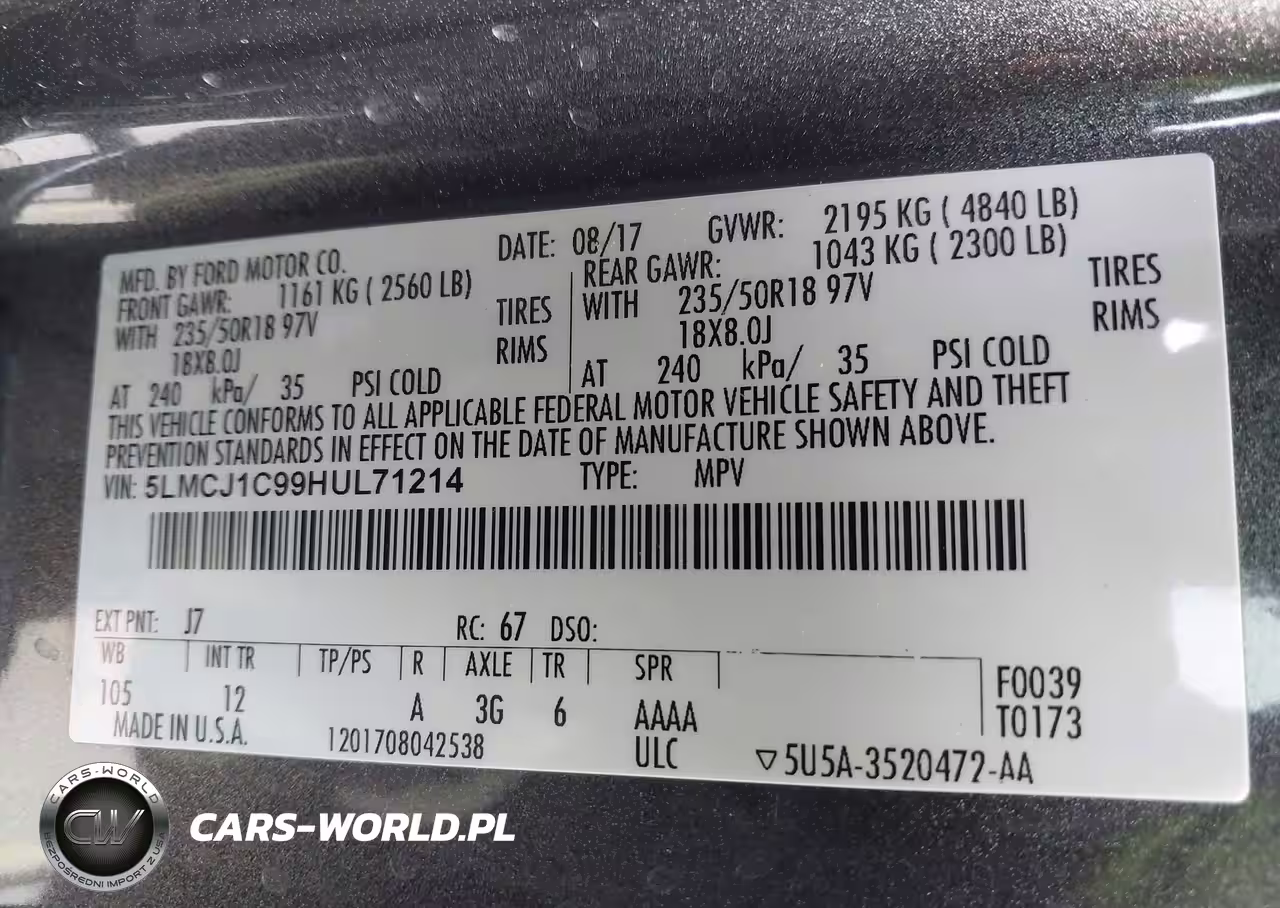 MFD. BY FORD MOTOR CO. DATE: 08/17 GVWR: 2195 KG ( 4840 LB)
FRONT GAWR: 1161 KG ( 2560 LB) REAR GAWR: 1043 KG ( 2300 LB)
WITH 235/50R18 97V TIRES WITH 235/50R18 97V TIRES
18X8.0J RIMS 18X8.0J RIMS
AT 240 kPa/ 35 PSI COLD AT 240 kPa/ 35 PSI COLD
THIS VEHICLE CONFORMS TO ALL APPLICABLE FEDERAL MOTOR VEHICLE SAFETY AND THEFT
PREVENTION STANDARDS IN EFFECT ON THE DATE OF MANUFACTURE SHOWN ABOVE.
VIN: 5LMCJ1C99HUL71214 TYPE: MPV
EXT PNT: J7 RC: 67 DSO:
WB INT TR TP/PS R AXLE TR SPR
105 12 A 3G 6 AAAA
F0039
T0173
MADE IN U.S.A. 1201708042538 ULC ▽5U5A-3520472-AA
CARS-WORLD
CW
BEZPOŚREDNI IMPORT Z USA
CARS-WORLD.PL